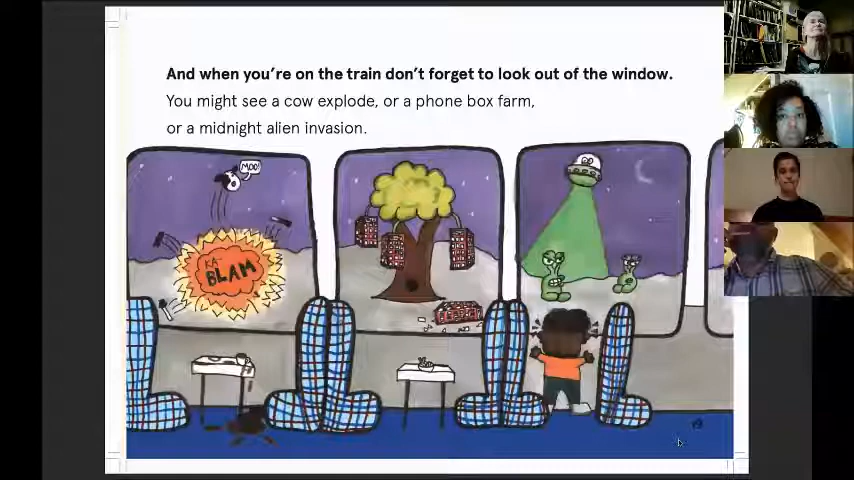 And when you're on the train don't forget to look out of the window.
You might see a cow explode, or a phone box farm,
or a midnight alien invasion.
MOO!
KA-
BLAM
19